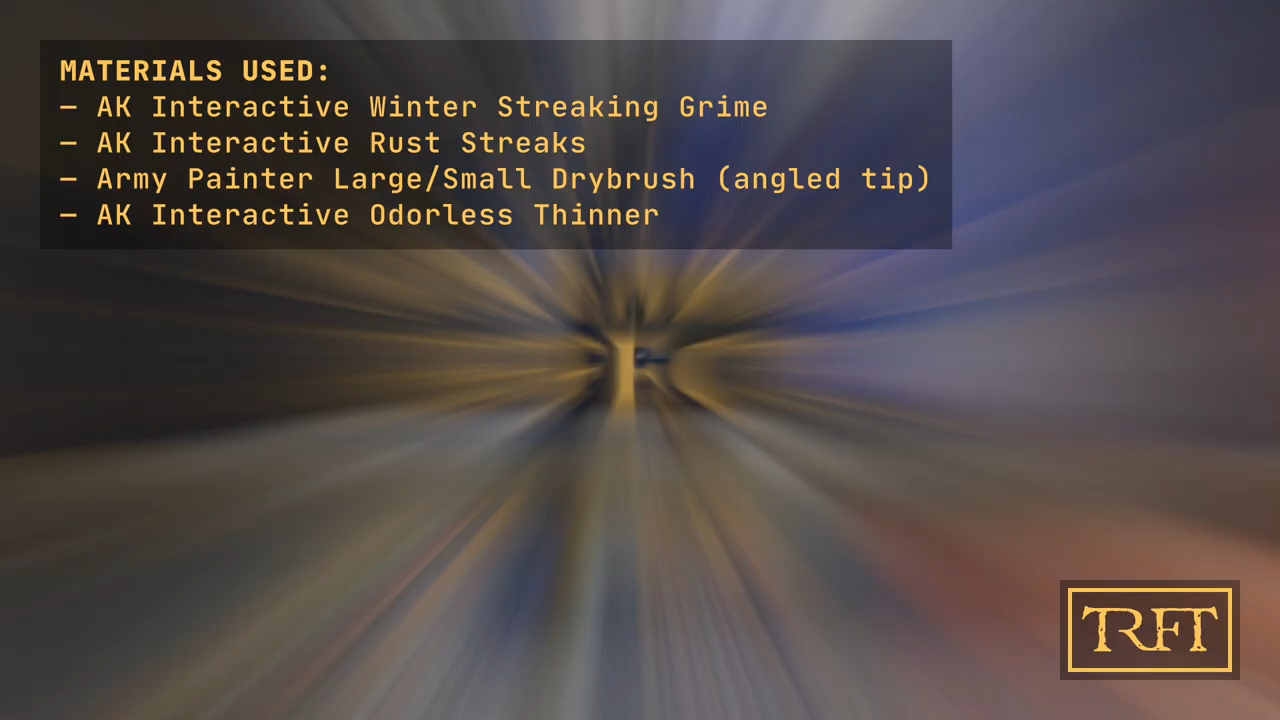 MATERIALS USED:
– AK Interactive Winter Streaking Grime
– AK Interactive Rust Streaks
– Army Painter Large/Small Drybrush (angled tip)
– AK Interactive Odorless Thinner
TRFT